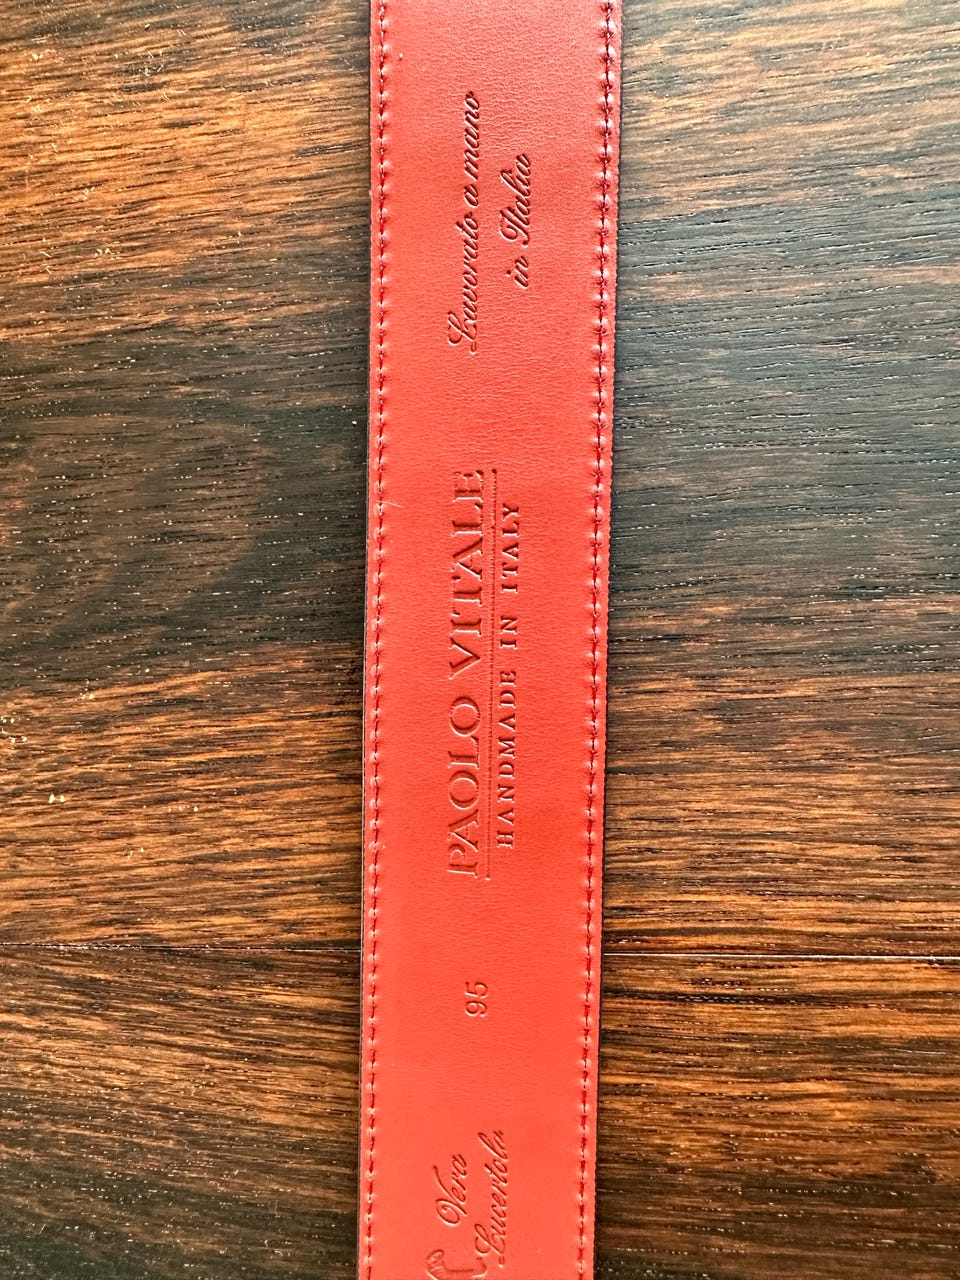 Vera
Lucertola
95
PAOLO VITALE
HANDMADE IN ITALY
Lavorato a mano
in Italia